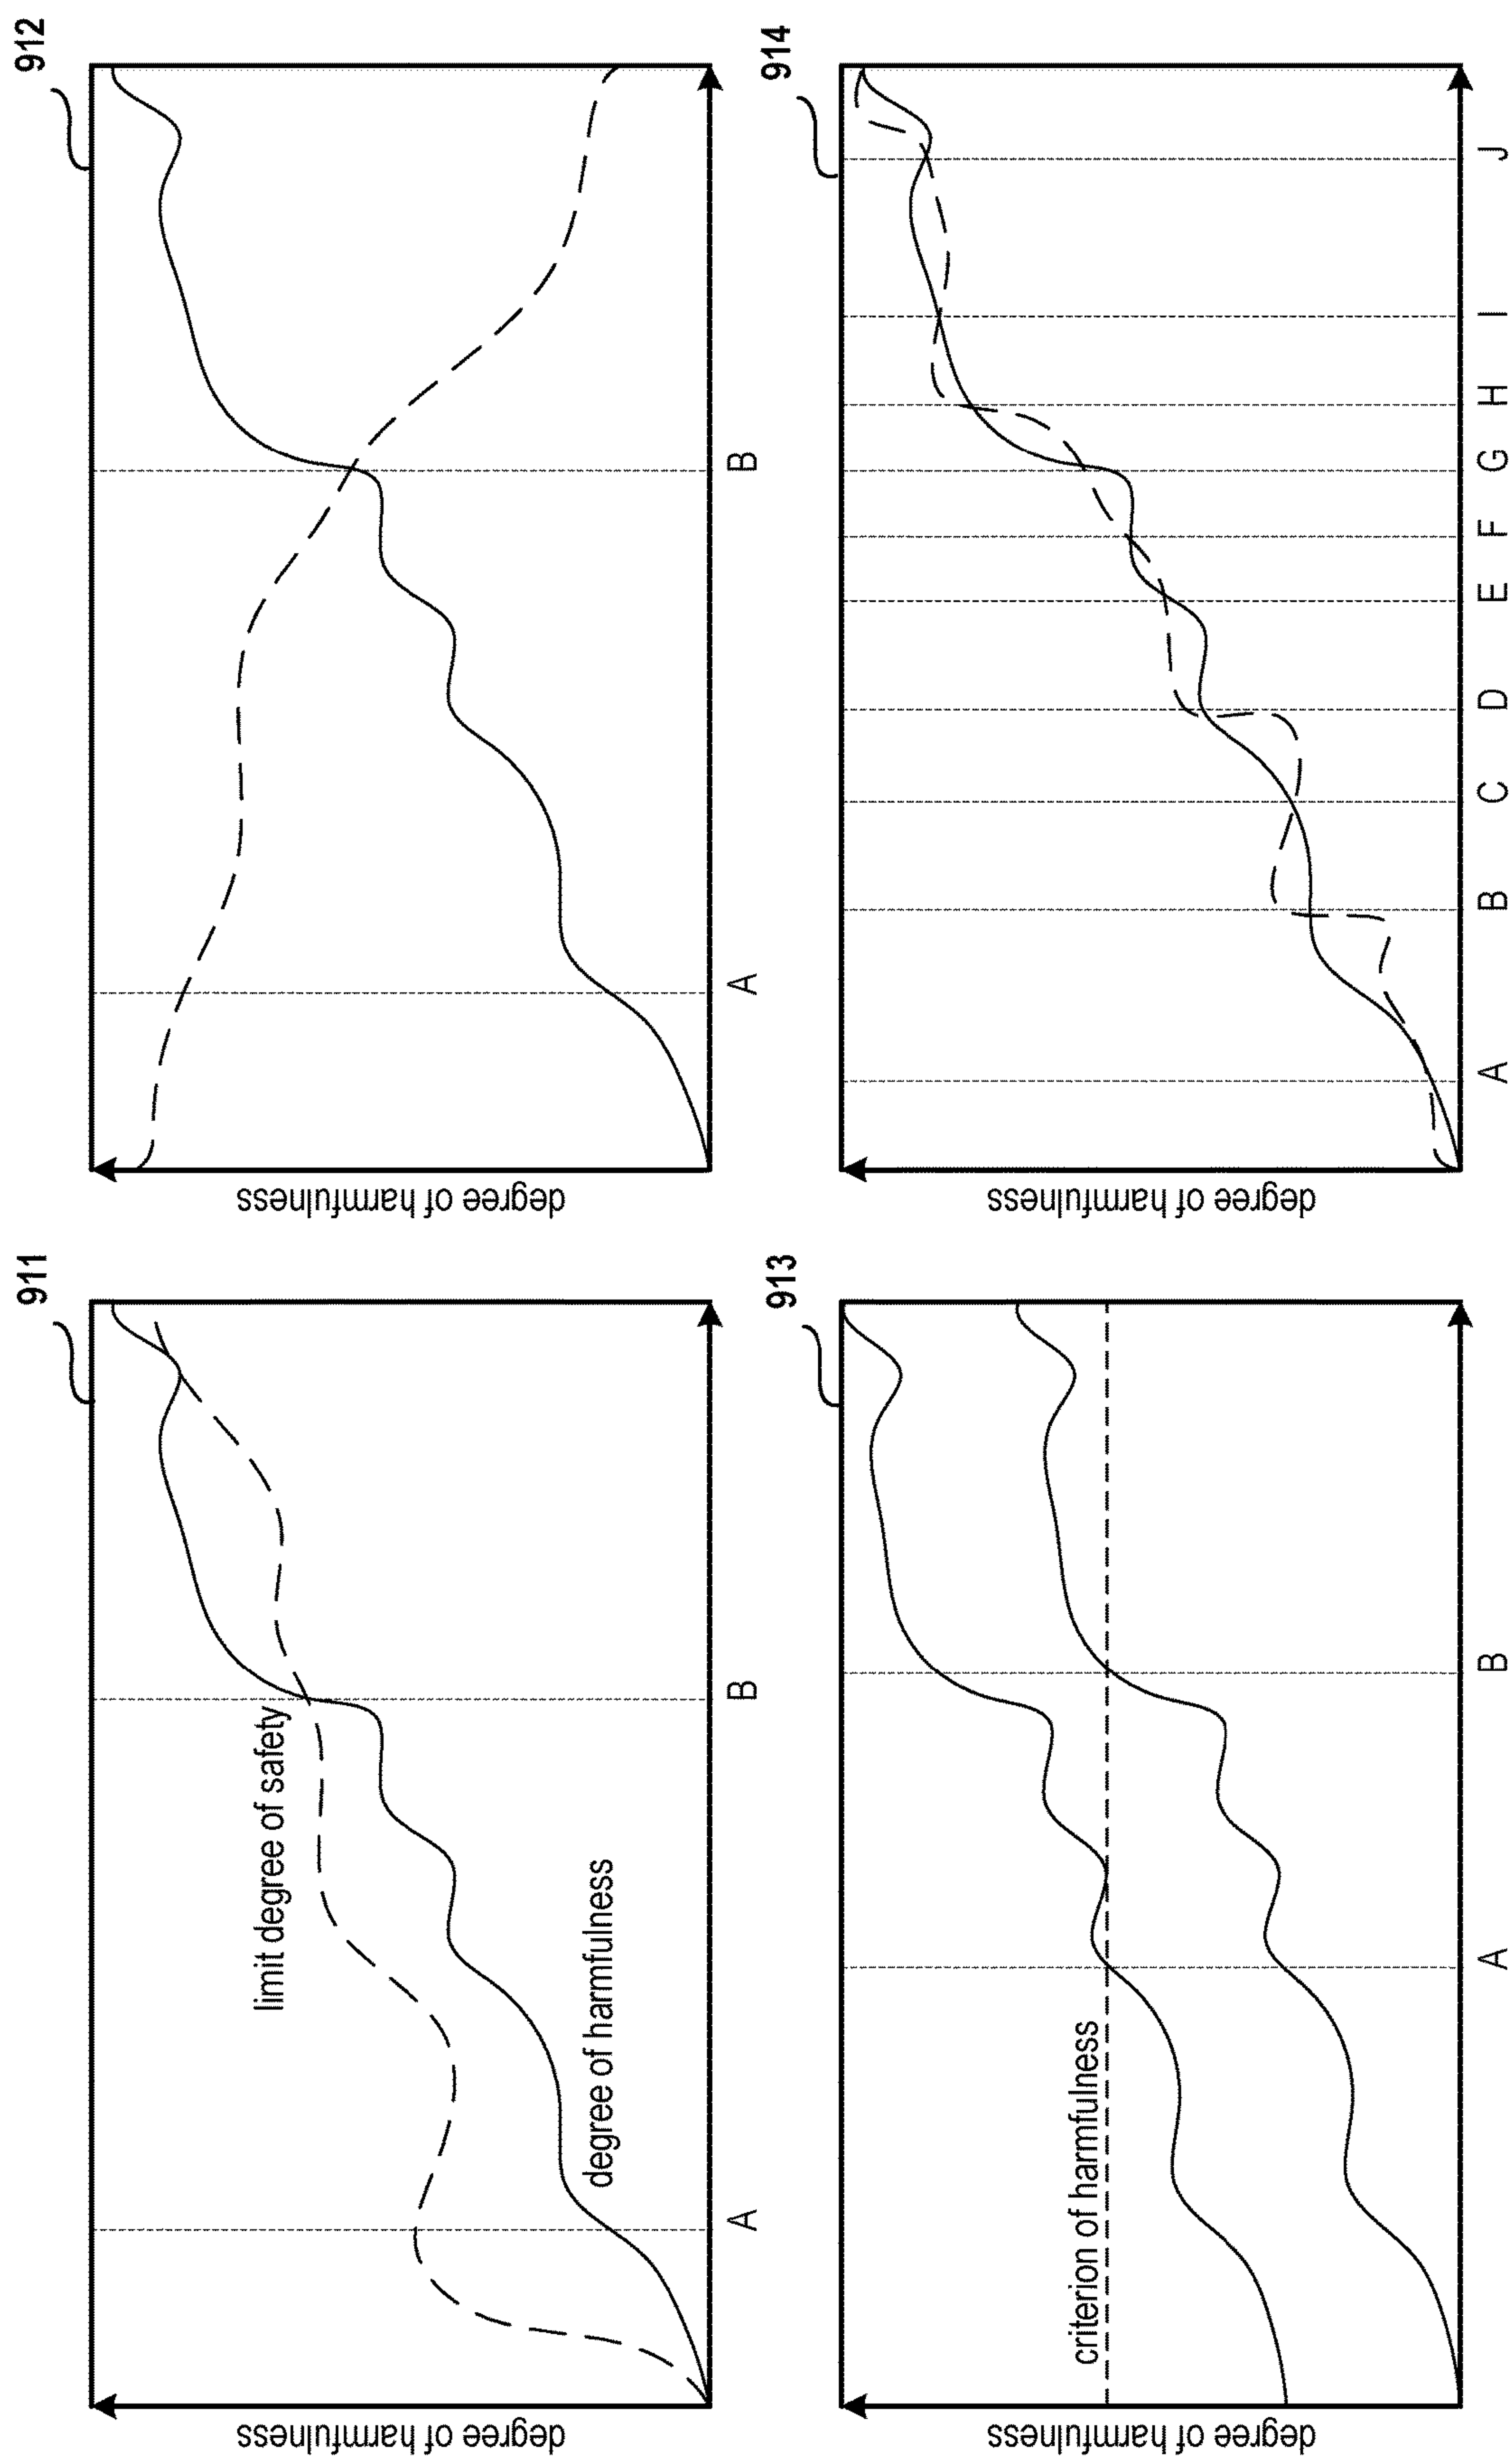 911
degree of harmfulness
limit degree of safety
degree of harmfulness
A
B
912
degree of harmfulness
A
B
913
degree of harmfulness
criterion of harmfulness
A
B
914
degree of harmfulness
A
B
C
D
E
F
G
H
I
J